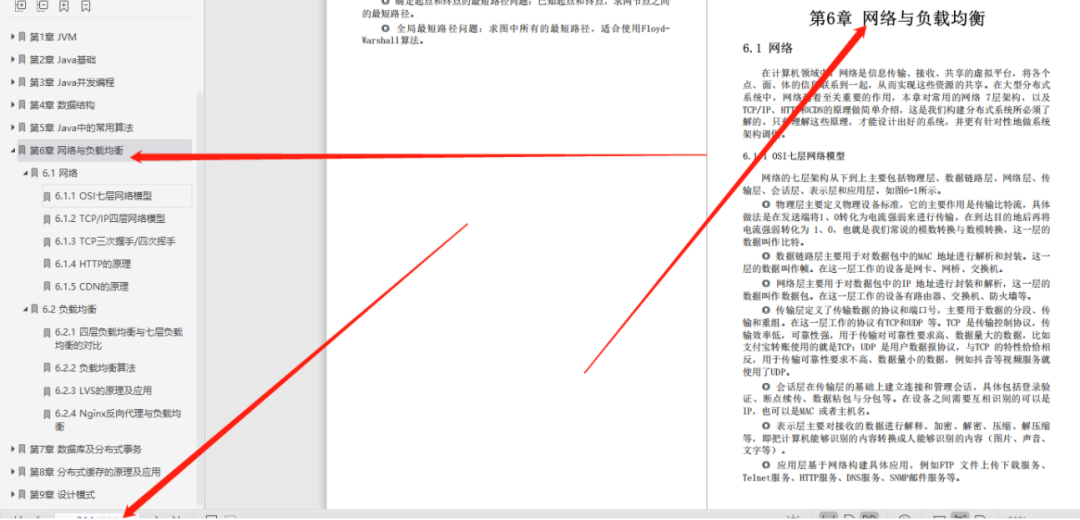 第1章 JVM
第2章 Java基础
第3章 Java并发编程
第4章 数据结构
第5章 Java中的常用算法
第6章 网络与负载均衡
6.1 网络
6.1.1 OSI七层网络模型
6.1.2 TCP/IP四层网络模型
6.1.3 TCP三次握手/四次挥手
6.1.4 HTTP的原理
6.1.5 CDN的原理
6.2 负载均衡
6.2.1 四层负载均衡与七层负载
均衡的对比
6.2.2 负载均衡算法
6.2.3 LVS的原理及应用
6.2.4 Nginx反向代理与负载均
衡
第7章 数据库及分布式事务
第8章 分布式缓存的原理及应用
第9章 设计模式
确定起点和终点的最短路径问题：已知起点和终点，求两节点之间
的最短路径。
全局最短路径问题：求图中所有的最短路径，适合使用Floyd-
Warshall算法。
第6章 网络与负载均衡
6.1 网络
在计算机领域中，网络是信息传输、接收、共享的虚拟平台，将各个
点、面、体的信息联系到一起，从而实现这些资源的共享。在大型分布式
系统中，网络 着至关重要的作用，本章对常用的网络 7层架构，以及
TCP/IP、HTTP和CDN的原理做简单介绍，这是我们构建分布式系统所必须了
解的，只有理解这些原理，才能设计出好的系统，并更有针对性地做系统
架构调优。
6.1.1 OSI七层网络模型
网络的七层架构从下到上主要包括物理层、数据链路层、网络层、传
输层、会话层、表示层和应用层，如图6-1所示。
物理层主要定义物理设备标准，它的主要作用是传输比特流，具体
做法是在发送端将1、0转化为电流强弱来进行传输，在到达目的地后再将
电流强弱转化为 1、0，也就是我们常说的模数转换与数模转换，这一层的
数据叫作比特。
数据链路层主要用于对数据包中的MAC 地址进行解析和封装。这一
层的数据叫作帧。在这一层工作的设备是网卡、网桥、交换机。
网络层主要用于对数据包中的IP 地址进行封装和解析，这一层的
数据叫作数据包。在这一层工作的设备有路由器、交换机、防火墙等。
传输层定义了传输数据的协议和端口号，主要用于数据的分段、传
输和重组。在这一层工作的协议有TCP和UDP 等。TCP 是传输控制协议，传
输效率低，可靠性强，用于传输对可靠性要求高、数据量大的数据，比如
支付宝转账使用的就是TCP；UDP 是用户数据报协议，与TCP 的特性恰恰相
反，用于传输可靠性要求不高、数据量小的数据，例如抖音等视频服务就
使用了UDP。
会话层在传输层的基础上建立连接和管理会话，具体包括登录验
证、断点续传、数据粘包与分包等。在设备之间需要互相识别的可以是
IP，也可以是MAC 或者主机名。
表示层主要对接收的数据进行解释、加密、解密、压缩、解压缩
等，即把计算机能够识别的内容转换成人能够识别的内容（图片、声音、
文字等）。
应用层基于网络构建具体应用，例如FTP 文件上传下载服务、
Telnet服务、HTTP服务、DNS服务、SNMP邮件服务等。